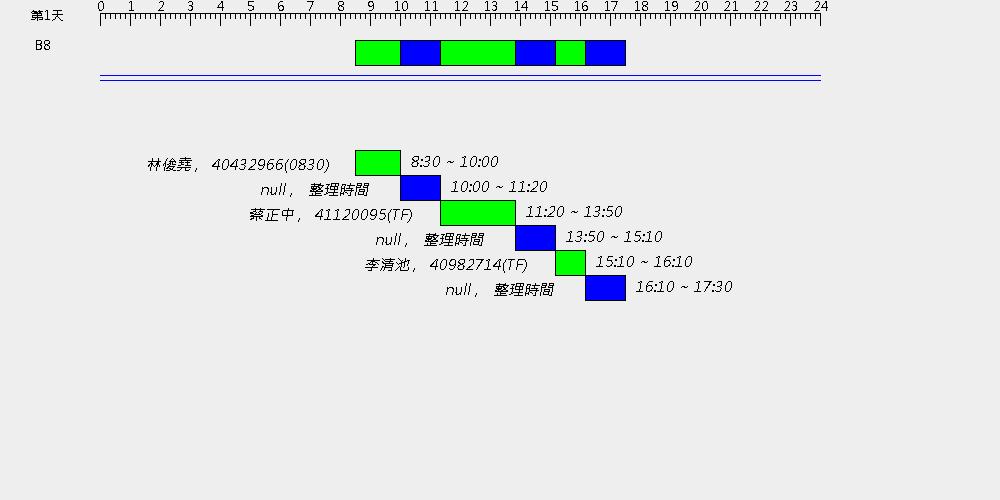 第1天 0 1 2 3 4 5 6 7 8 9 10 11 12 13 14 15 16 17 18 19 20 21 22 23 24
B8
林俊堯, 40432966(0830) 8:30 ~ 10:00
null, 整理時間 10:00 ~ 11:20
蔡正中, 41120095(TF) 11:20 ~ 13:50
null, 整理時間 13:50 ~ 15:10
李清池, 40982714(TF) 15:10 ~ 16:10
null, 整理時間 16:10 ~ 17:30